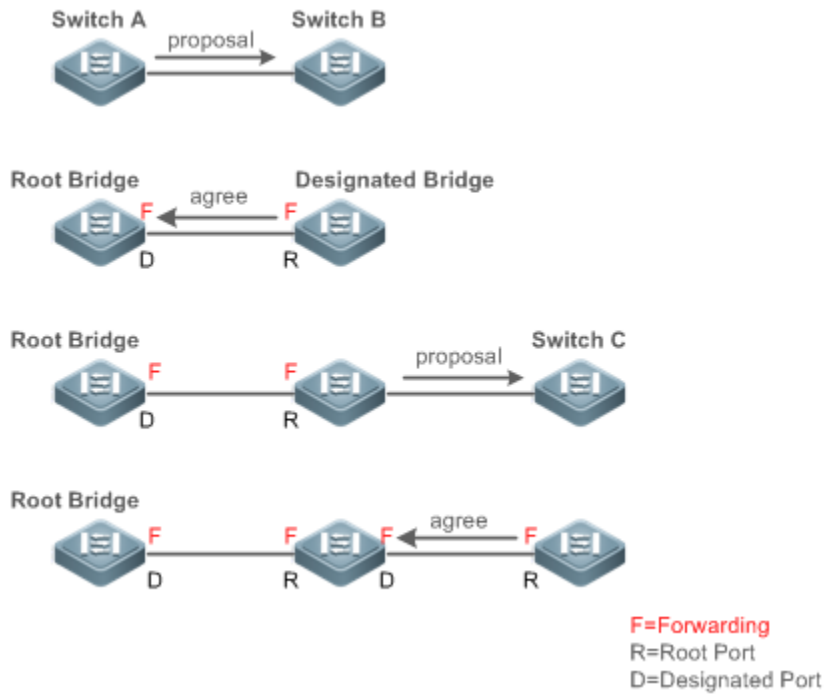 Switch A
Switch B
proposal
Root Bridge
Designated Bridge
agree
F
F
D
R
Root Bridge
Switch C
proposal
F
F
D
R
Root Bridge
agree
F
F
F
F
D
R
D
R
F=Forwarding
R=Root Port
D=Designated Port